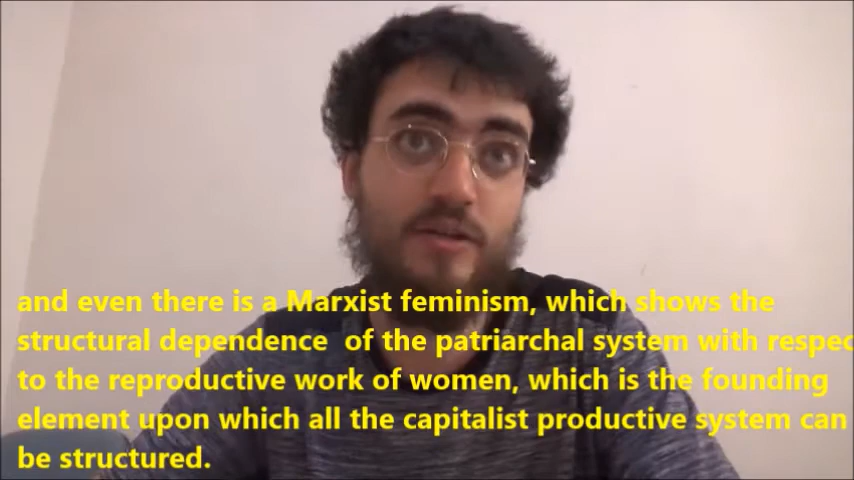 and even there is a Marxist feminism, which shows the
structural dependence  of the patriarchal system with respec
to the reproductive work of women, which is the founding
element upon which all the capitalist productive system can
be structured.